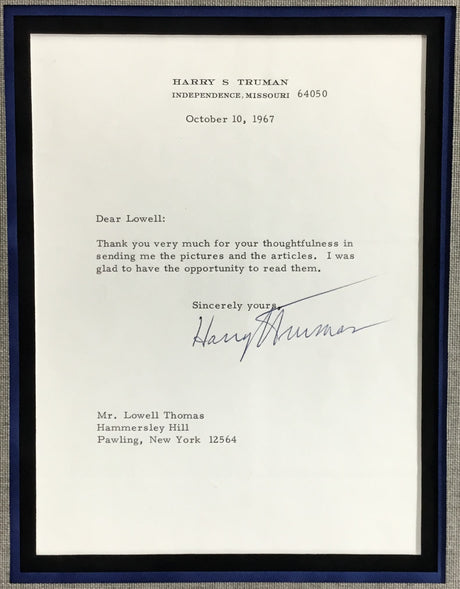 HARRY S TRUMAN
INDEPENDENCE, MISSOURI 64050
October 10, 1967
Dear Lowell:
Thank you very much for your thoughtfulness in
sending me the pictures and the articles. I was
glad to have the opportunity to read them.
Sincerely yours,
Harry S Truman
Mr. Lowell Thomas
Hammersley Hill
Pawling, New York 12564